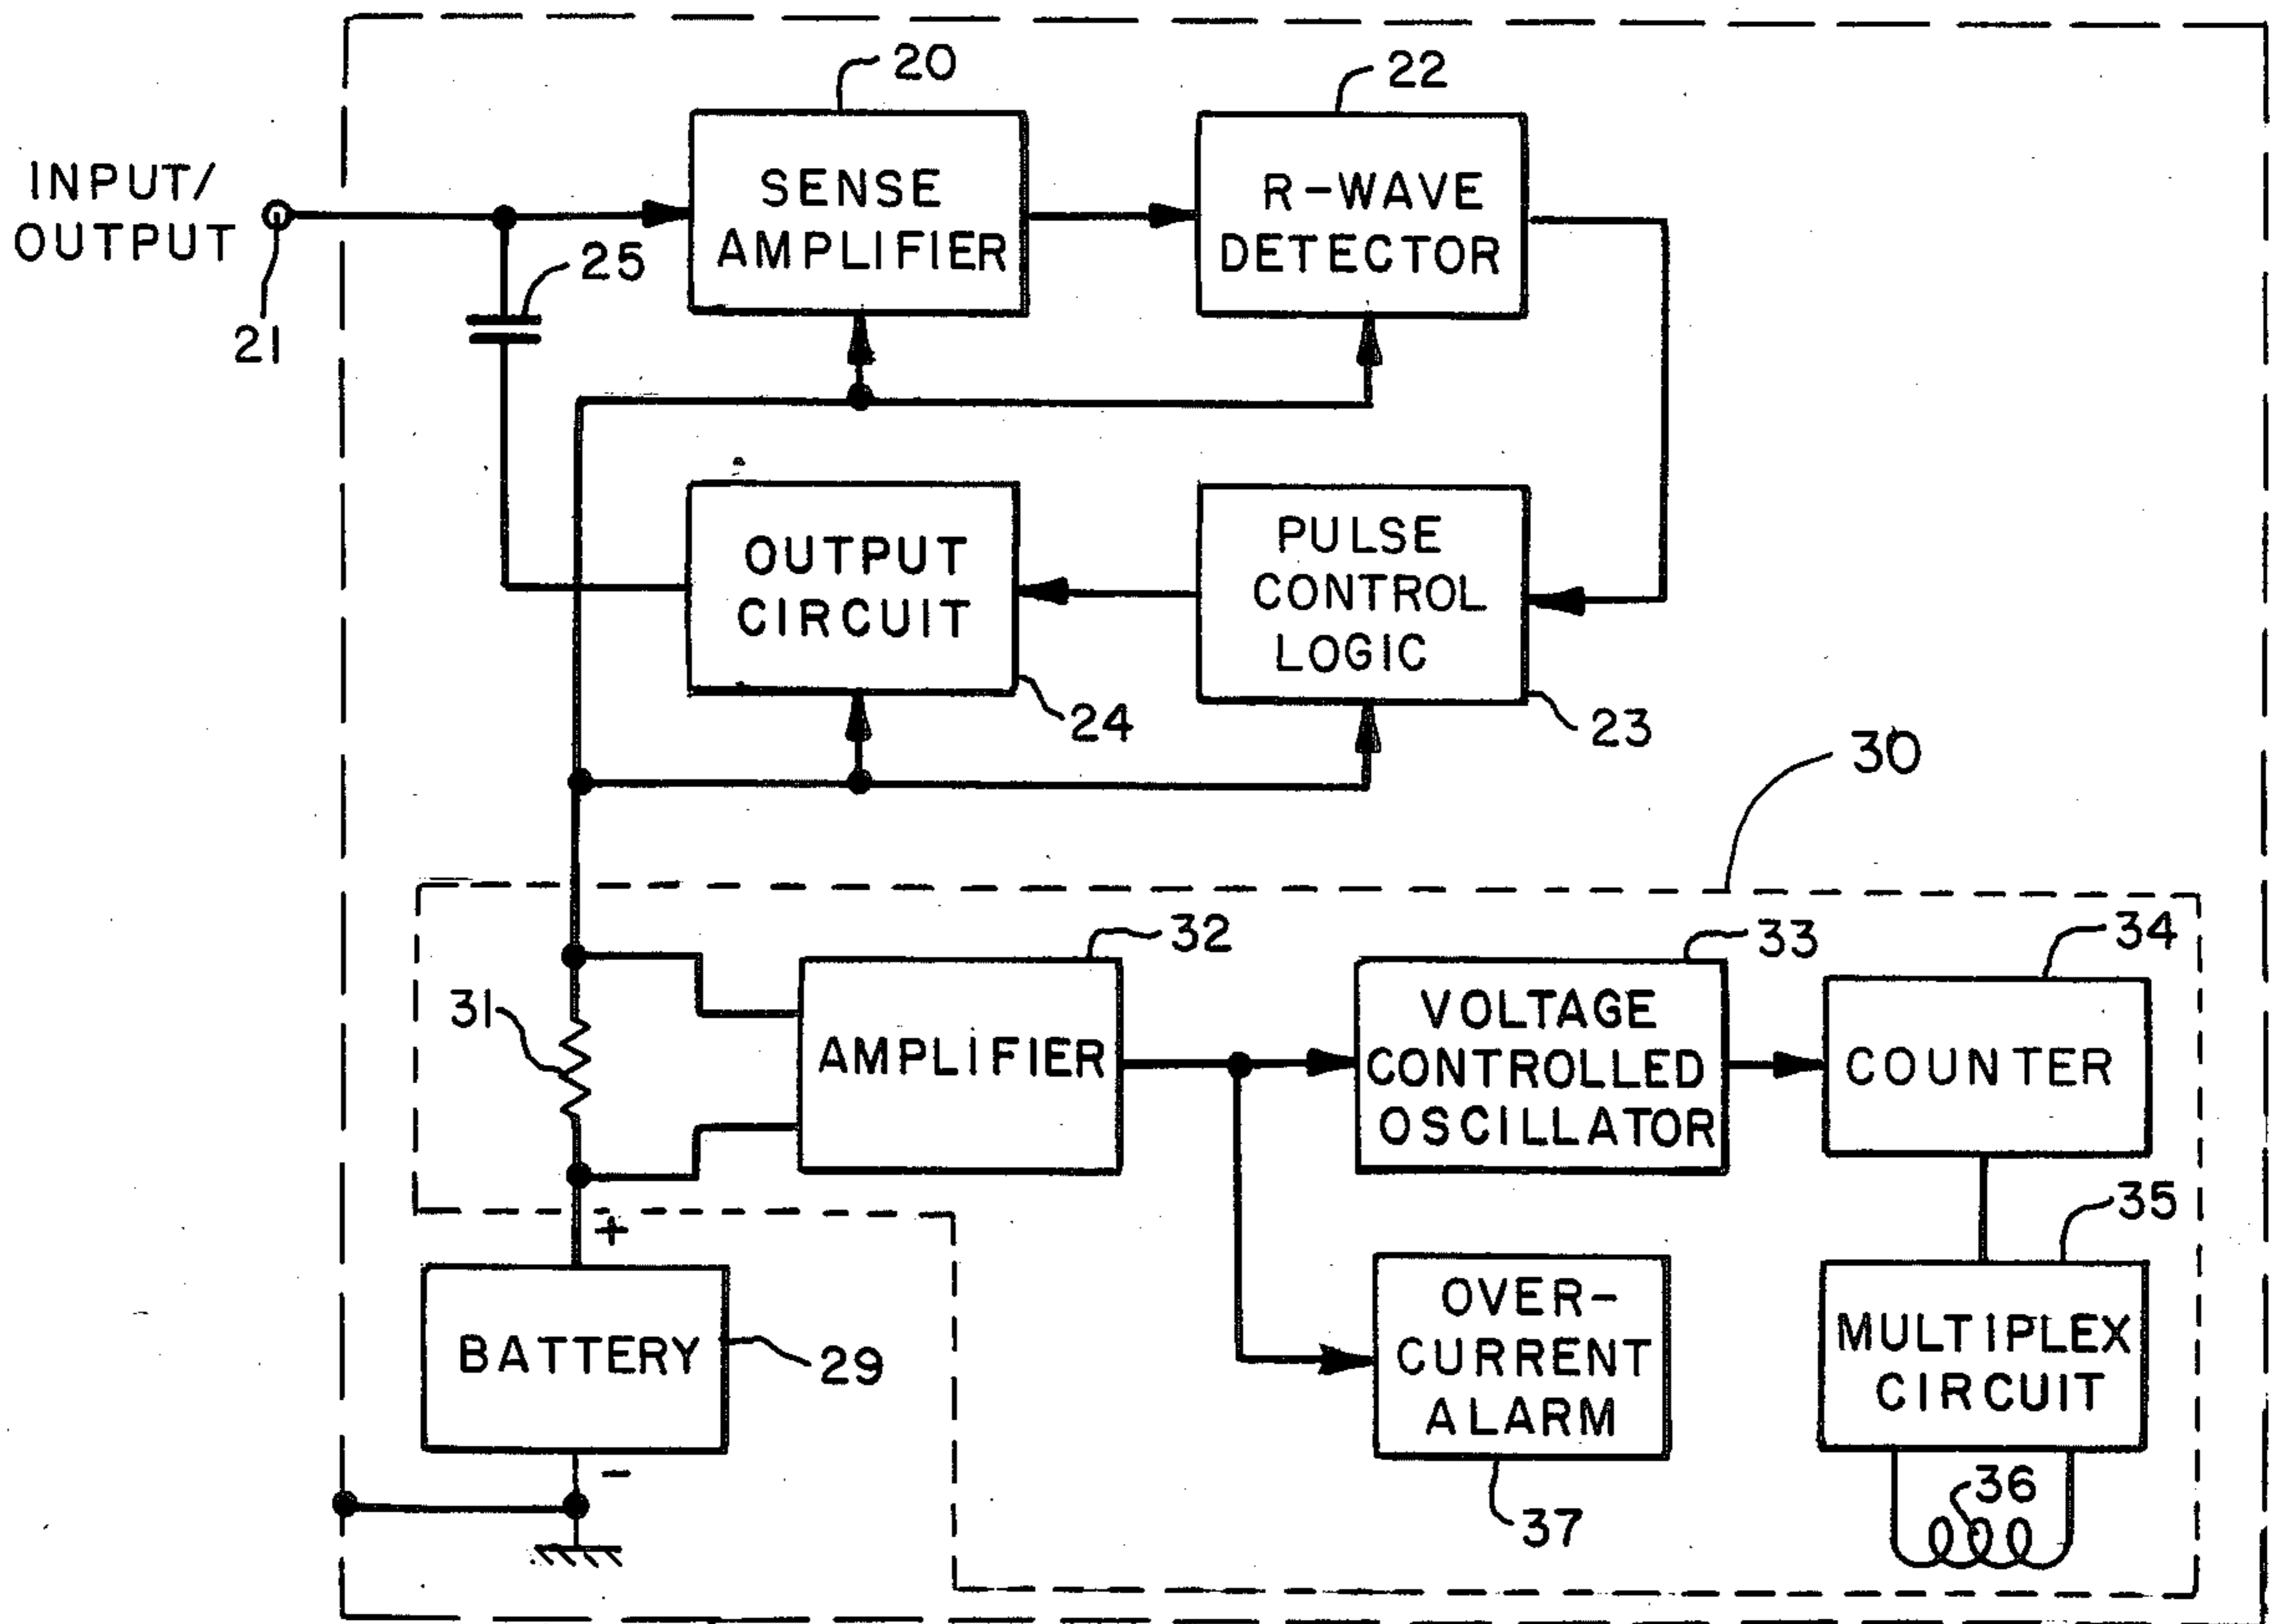 20
22
INPUT/
OUTPUT
21
SENSE
AMPLIFIER
R-WAVE
DETECTOR
25
OUTPUT
CIRCUIT
PULSE
CONTROL
LOGIC
24
23
30
32
33
34
31
AMPLIFIER
VOLTAGE
CONTROLLED
OSCILLATOR
COUNTER
35
+
BATTERY
29
OVER-
CURRENT
ALARM
MULTIPLEX
CIRCUIT
-
36
37